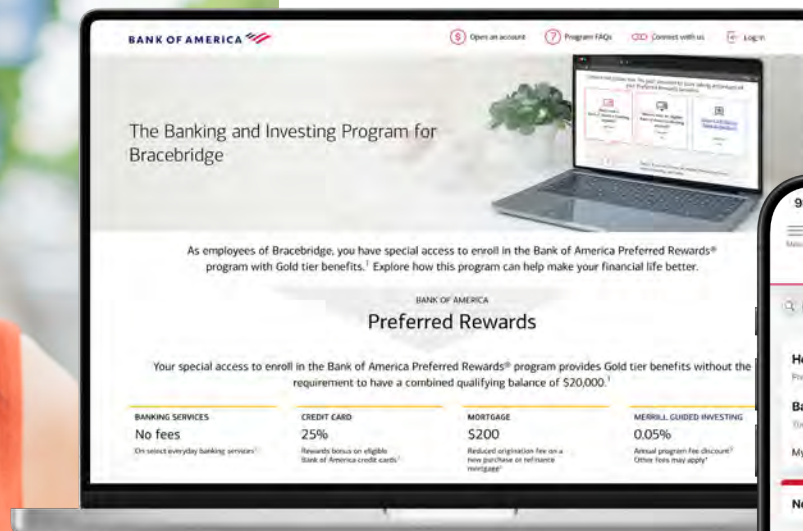 BANK OF AMERICA
Open an account
Program FAQs
Connect with us
Log in
The Banking and Investing Program for
Bracebridge
As employees of Bracebridge, you have special access to enroll in the Bank of America Preferred Rewards®
program with Gold tier benefits.¹ Explore how this program can help make your financial life better.
BANK OF AMERICA
Preferred Rewards
Your special access to enroll in the Bank of America Preferred Rewards® program provides Gold tier benefits without the
requirement to have a combined qualifying balance of $20,000.¹
BANKING SERVICES
No fees
On select everyday banking services²
CREDIT CARD
25%
Rewards bonus on eligible
Bank of America credit cards
MORTGAGE
$200
Reduced origination fee on a
new purchase or refinance
mortgage
MERRILL GUIDED INVESTING
0.05%
Annual program fee discount
Other fees may apply
9